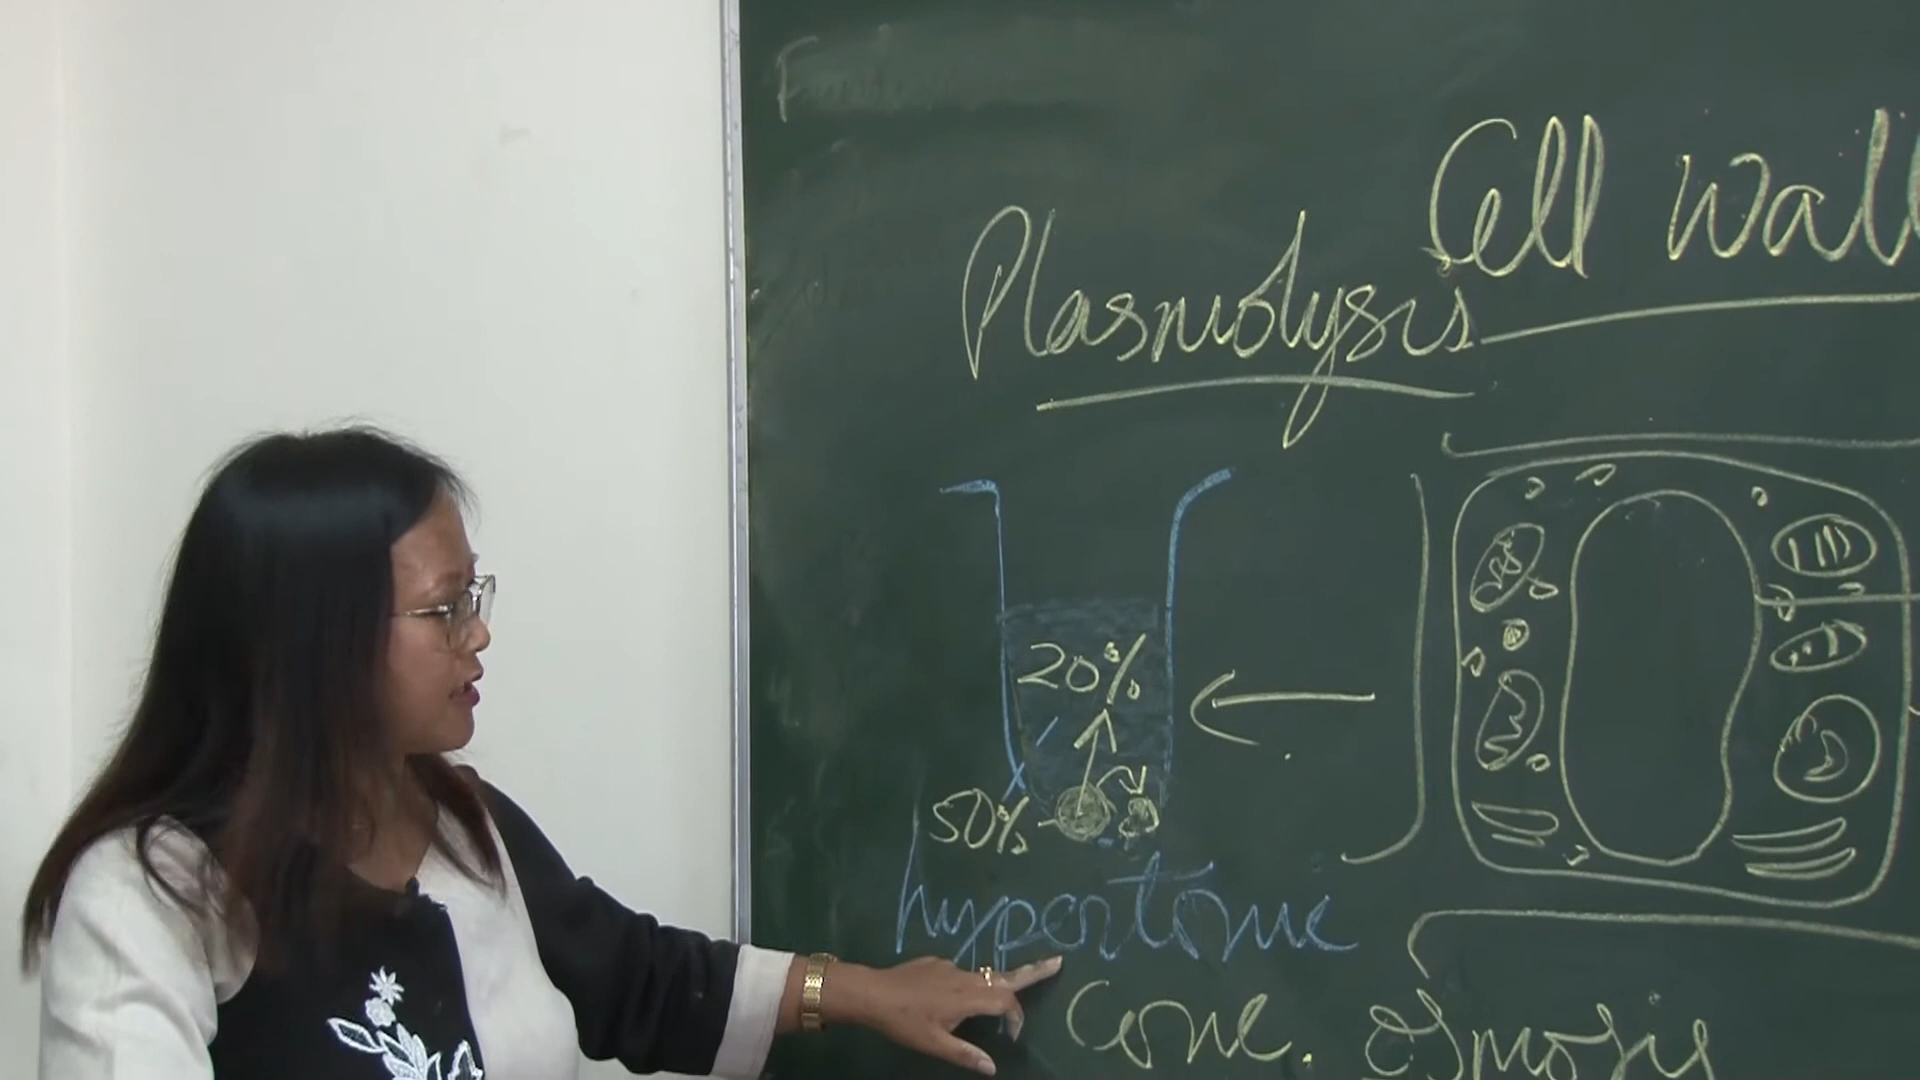 Cell Wall
Plasmolysis
20%
50%
hypertonic
Conc. Osmosis